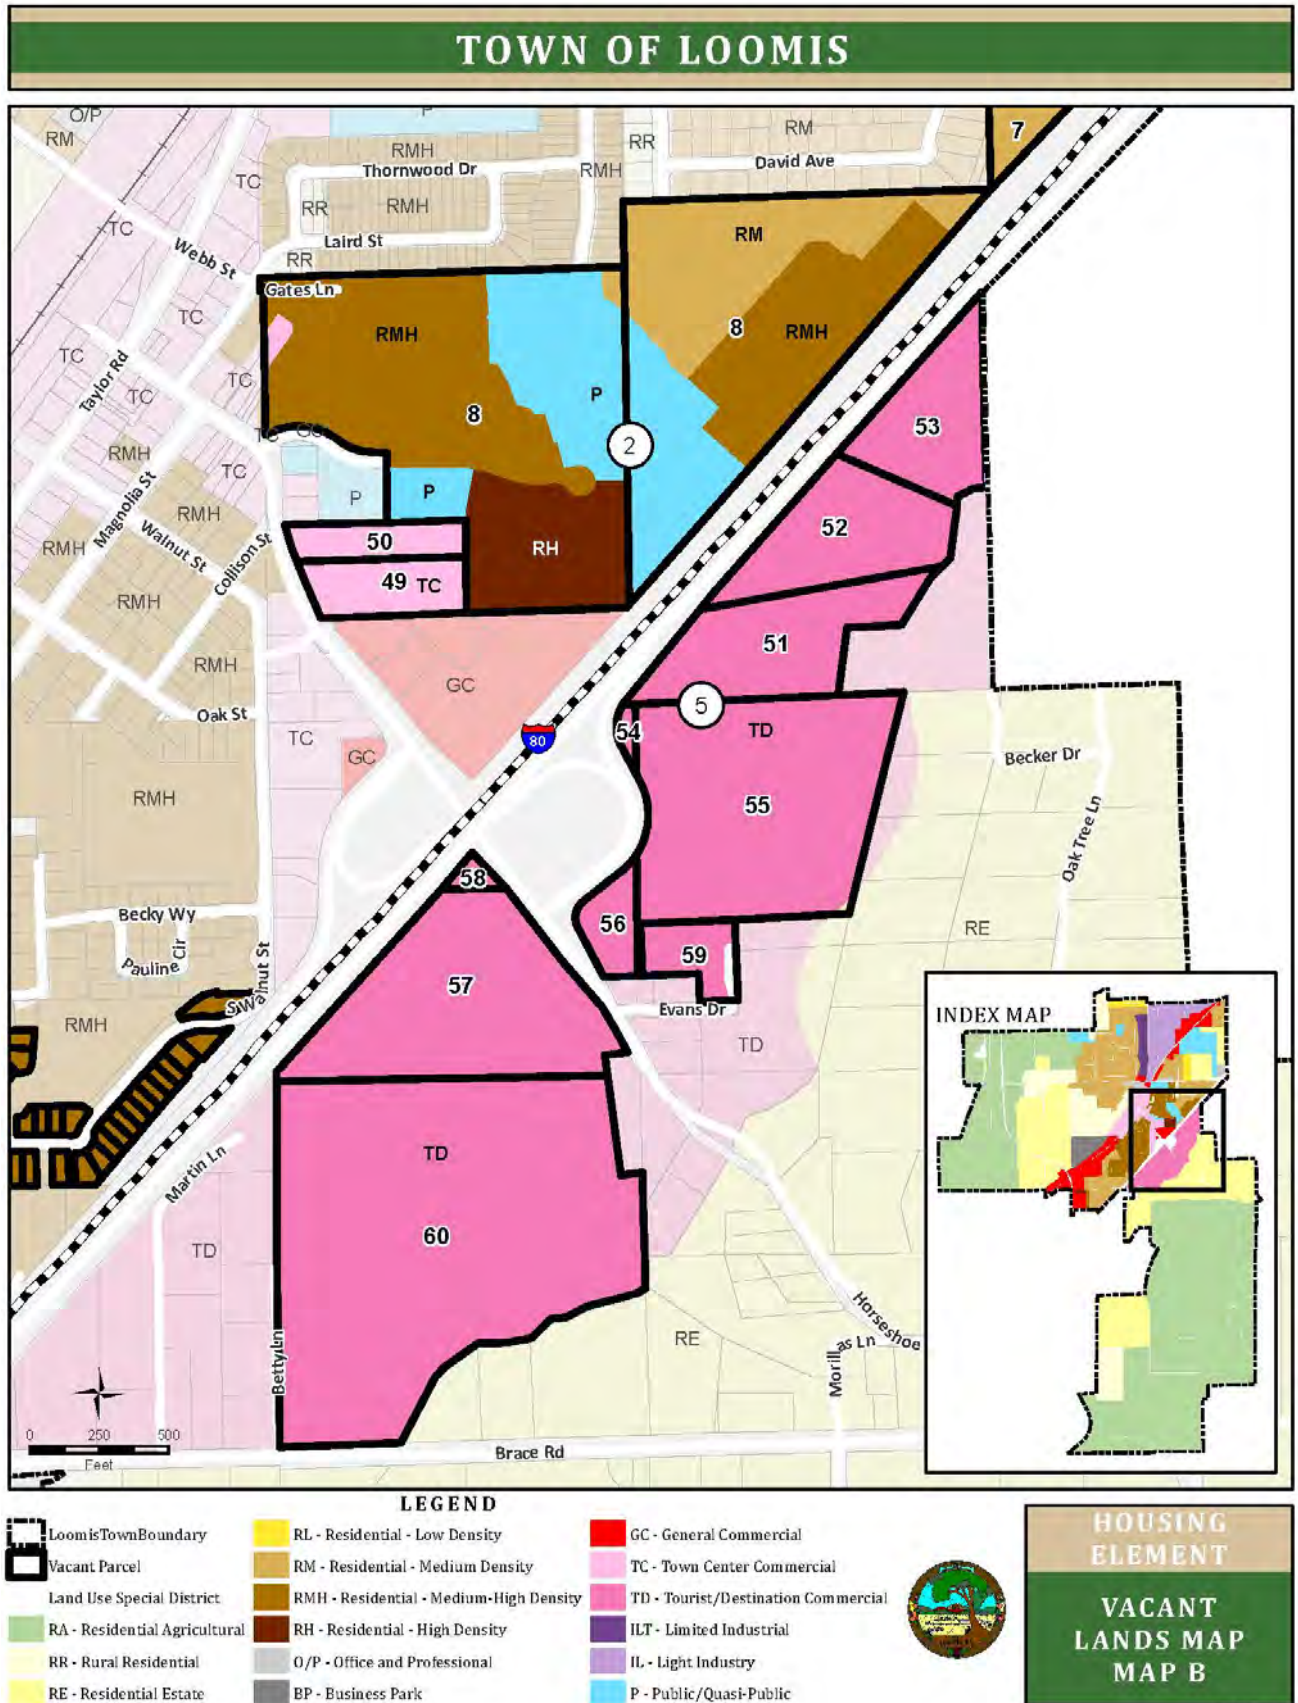 TOWN OF LOOMIS
O/P
RM
P
RMH
RR
RM
7
Thornwood Dr
RMH
David Ave
TC
RR
RMH
TC
Laird St
RM
Webb St
RR
Gates Ln
TC
RMH
8
RMH
TC
Taylor Rd
TC
TC
P
8
53
TC
GC
2
RMH
TC
P
P
Magnolia St
RMH
52
Walnut St
Collison St
50
RH
RMH
49
TC
RMH
51
RMH
GC
5
Oak St
TC
54
TD
80
GC
Becker Dr
RMH
55
Oak Tree Ln
58
Becky Wy
56
RE
Pauline Cir
59
57
S Walnut St
Evans Dr
RMH
TD
INDEX MAP
TD
Martin Ln
60
TD
Horseshoe
RE
Morillas Ln
Betty Ln
0 250 500
Feet
Brace Rd
LEGEND
LoomisTownBoundary
Vacant Parcel
Land Use Special District
RA - Residential Agricultural
RR - Rural Residential
RE - Residential Estate
RL - Residential - Low Density
RM - Residential - Medium Density
RMH - Residential - Medium-High Density
RH - Residential - High Density
O/P - Office and Professional
BP - Business Park
GC - General Commercial
TC - Town Center Commercial
TD - Tourist/Destination Commercial
ILT - Limited Industrial
IL - Light Industry
P - Public/Quasi-Public
HOUSING
ELEMENT
VACANT
LANDS MAP
MAP B